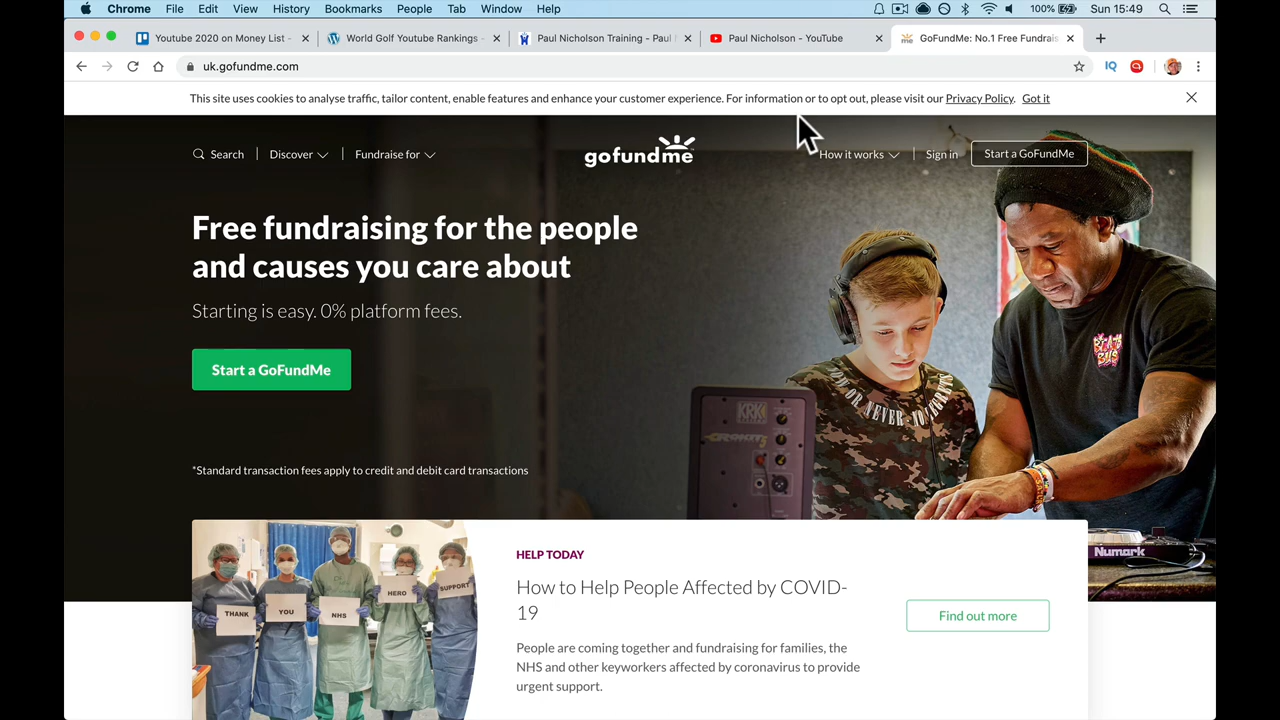 Chrome File Edit View History Bookmarks People Tab Window Help 100% Sun 15:49
Youtube 2020 on Money List - World Golf Youtube Rankings - Paul Nicholson Training - Paul Paul Nicholson - YouTube GoFundMe: No.1 Free Fundrais
uk.gofundme.com IQ
This site uses cookies to analyse traffic, tailor content, enable features and enhance your customer experience. For information or to opt out, please visit our Privacy Policy. Got it
Search Discover Fundraise for gofundme How it works Sign in Start a GoFundMe
Free fundraising for the people
and causes you care about
Starting is easy. 0% platform fees.
Start a GoFundMe
OW OR NEVER - NO REGRETS
KRK
*Standard transaction fees apply to credit and debit card transactions
Numark
THANK YOU NHS HERO SUPPORT
HELP TODAY
How to Help People Affected by COVID-
19
Find out more
People are coming together and fundraising for families, the
NHS and other keyworkers affected by coronavirus to provide
urgent support.